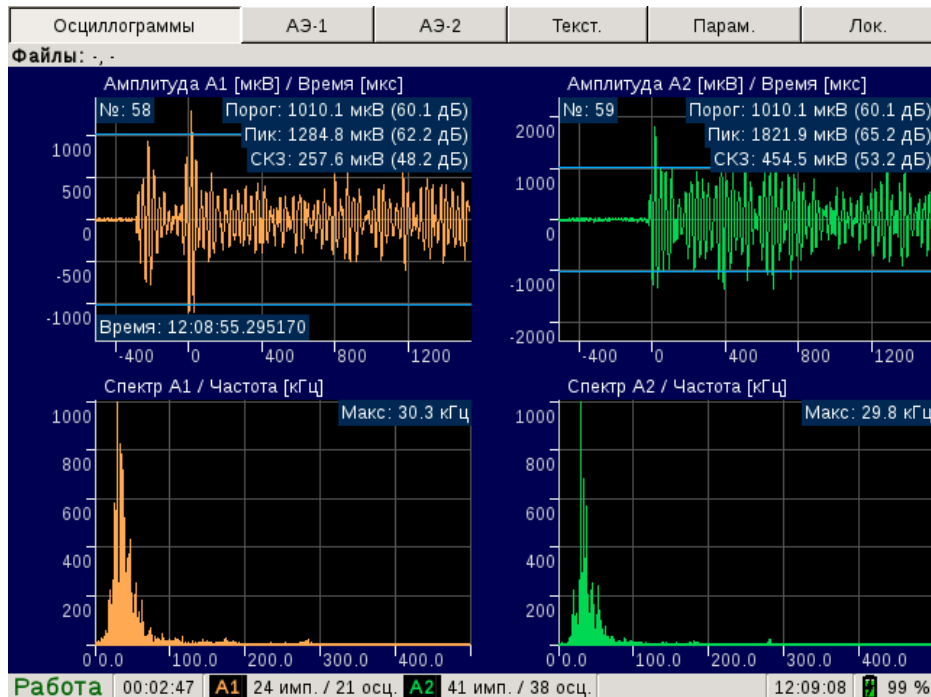 Осциллограммы АЭ-1 АЭ-2 Текст. Парам. Лок.
Файлы: -, -
Амплитуда А1 [мкВ] / Время [мкс]
№: 58 Порог: 1010.1 мкВ (60.1 дБ)
Пик: 1284.8 мкВ (62.2 дБ)
СКЗ: 257.6 мкВ (48.2 дБ)
1000
500
0
-500
-1000
Время: 12:08:55.295170
-400 0 400 800 1200
Амплитуда А2 [мкВ] / Время [мкс]
№: 59 Порог: 1010.1 мкВ (60.1 дБ)
Пик: 1821.9 мкВ (65.2 дБ)
СКЗ: 454.5 мкВ (53.2 дБ)
2000
1000
0
-1000
-2000
-400 0 400 800 1200
Спектр А1 / Частота [кГц]
Макс: 30.3 кГц
1000
800
600
400
200
0
0.0 100.0 200.0 300.0 400.0
Спектр А2 / Частота [кГц]
Макс: 29.8 кГц
1000
800
600
400
200
0
0.0 100.0 200.0 300.0 400.0
Работа 00:02:47 А1 24 имп. / 21 осц. А2 41 имп. / 38 осц. 12:09:08 99 %